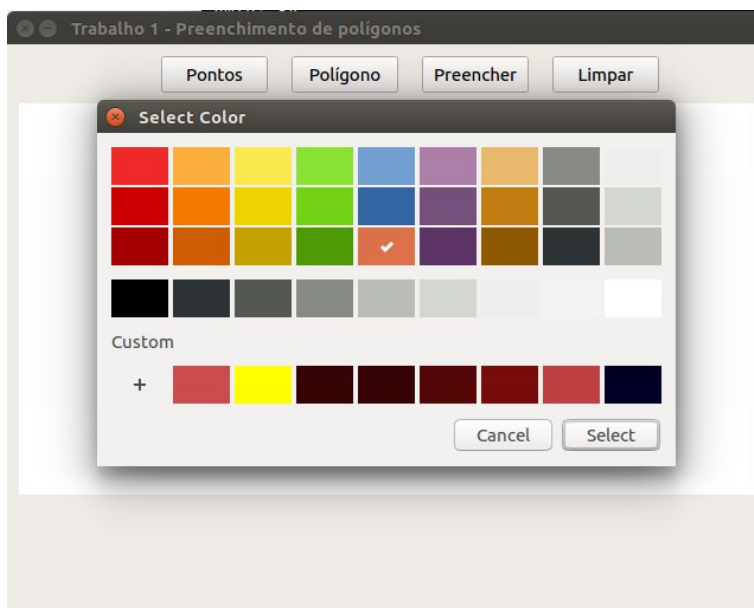 Trabalho 1 - Preenchimento de polígonos
Pontos Polígono Preencher Limpar
Select Color
Custom
+
Cancel Select